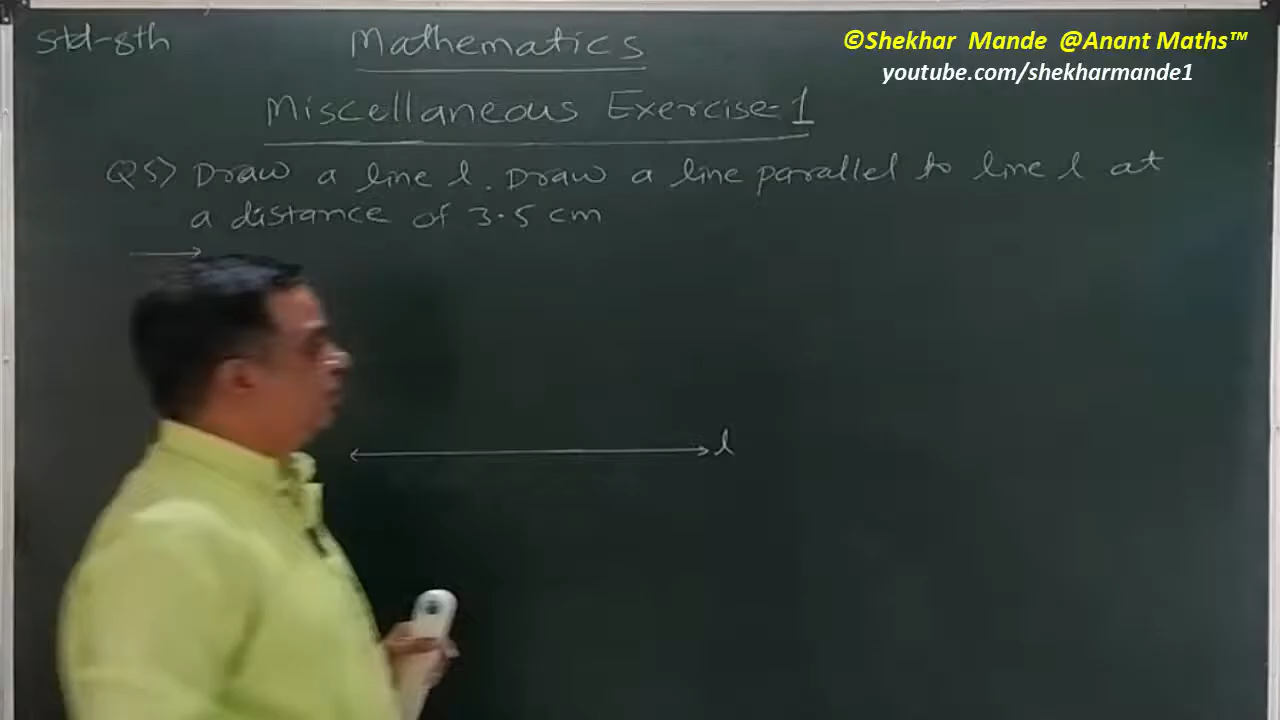 std-8th
Mathematics
©Shekhar Mande @Anant Maths™
youtube.com/shekharmande1
Miscellaneous Exercise-1
Q5) Draw a line l. Draw a line parallel to line l at
a distance of 3.5 cm
l